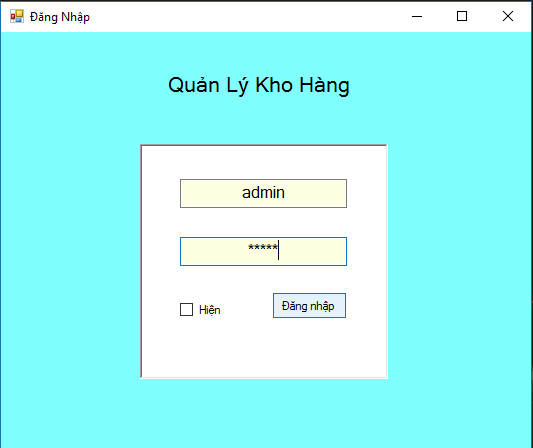 Đăng Nhập
Quản Lý Kho Hàng
admin
*****
Hiện
Đăng nhập